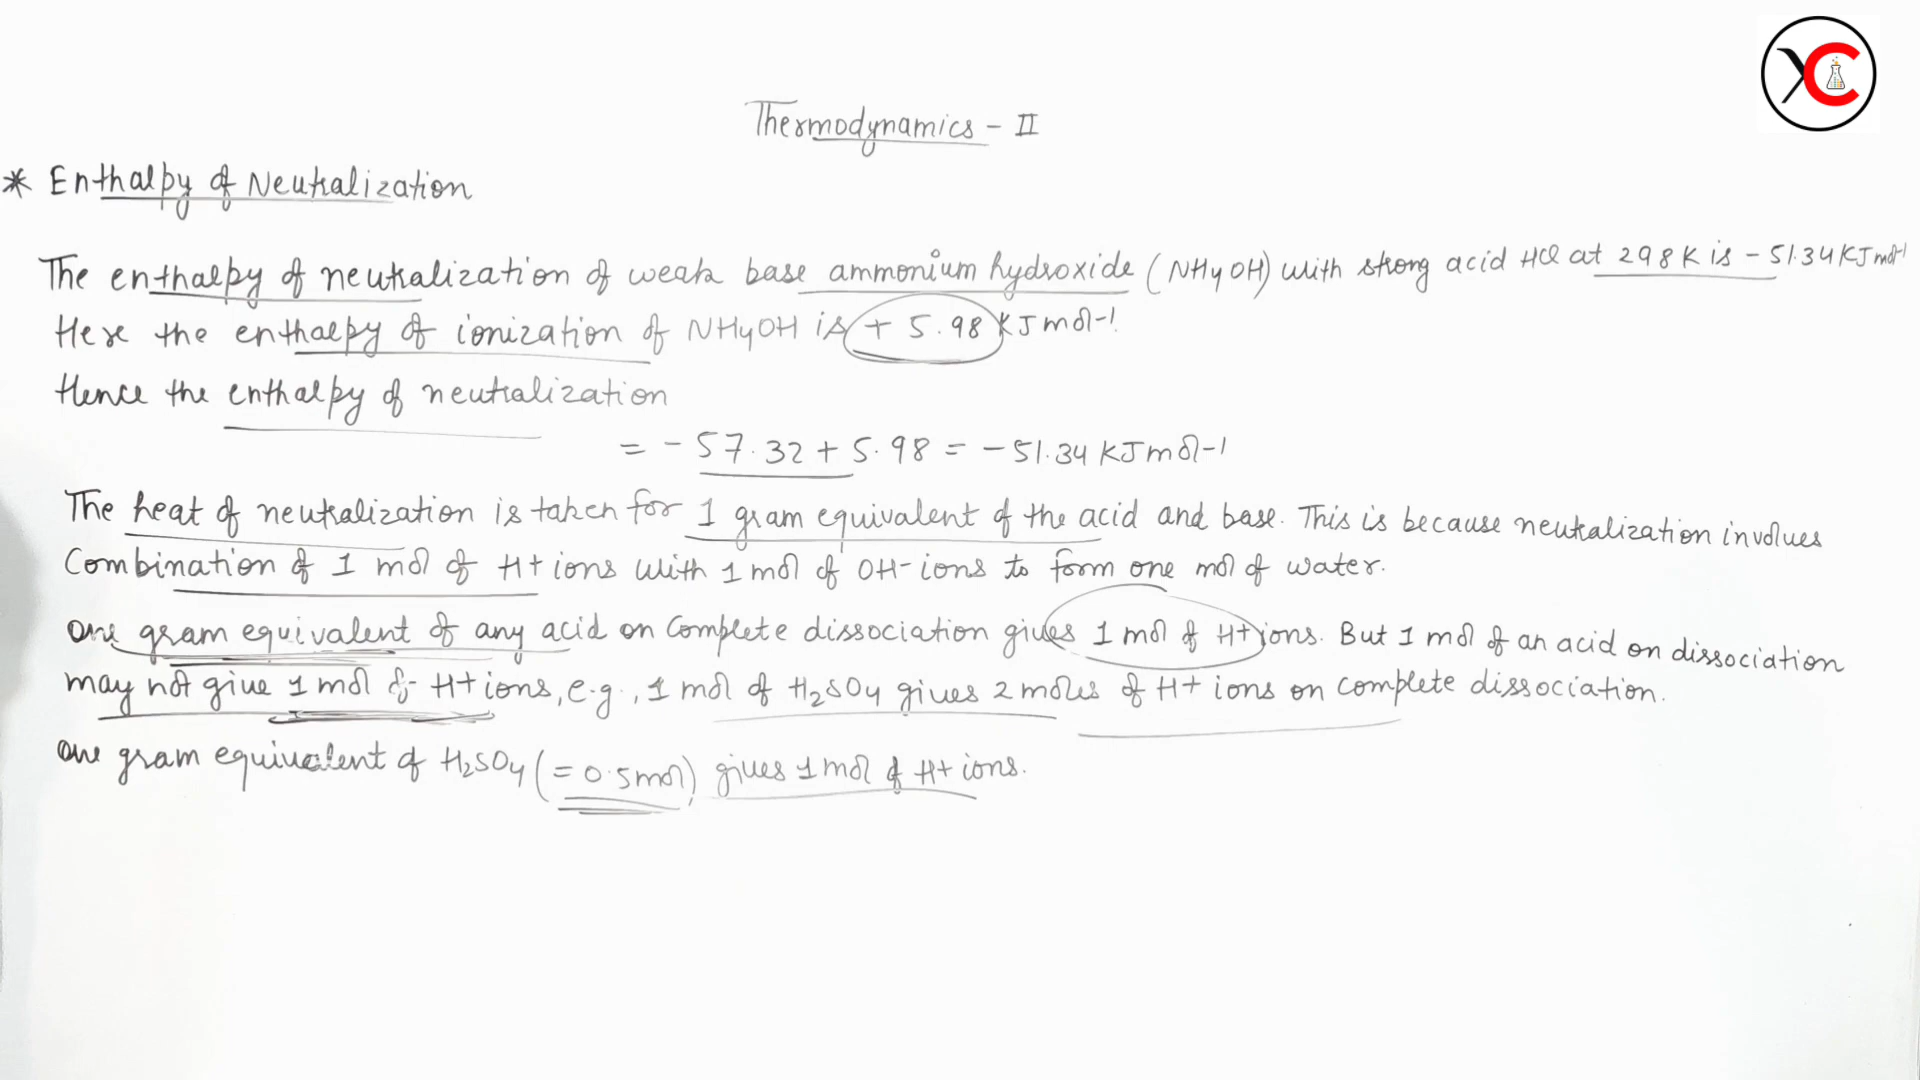 Thermodynamics - II
* Enthalpy of Neutralization
The enthalpy of neutralization of weak base ammonium hydroxide (NH4OH) with strong acid HCl at 298K is - 51.34 KJ mol-1
Here the enthalpy of ionization of NH4OH is + 5.98 KJ mol-1.
Hence the enthalpy of neutralization
= - 57.32 + 5.98 = - 51.34 KJ mol-1
The heat of neutralization is taken for 1 gram equivalent of the acid and base. This is because neutralization involves
Combination of 1 mol of H+ ions with 1 mol of OH- ions to form one mol of water.
One gram equivalent of any acid on complete dissociation gives 1 mol of H+ ions. But 1 mol of an acid on dissociation
may not give 1 mol of H+ ions, e.g., 1 mol of H2SO4 gives 2 moles of H+ ions on complete dissociation.
One gram equivalent of H2SO4 (= 0.5 mol) gives 1 mol of H+ ions.